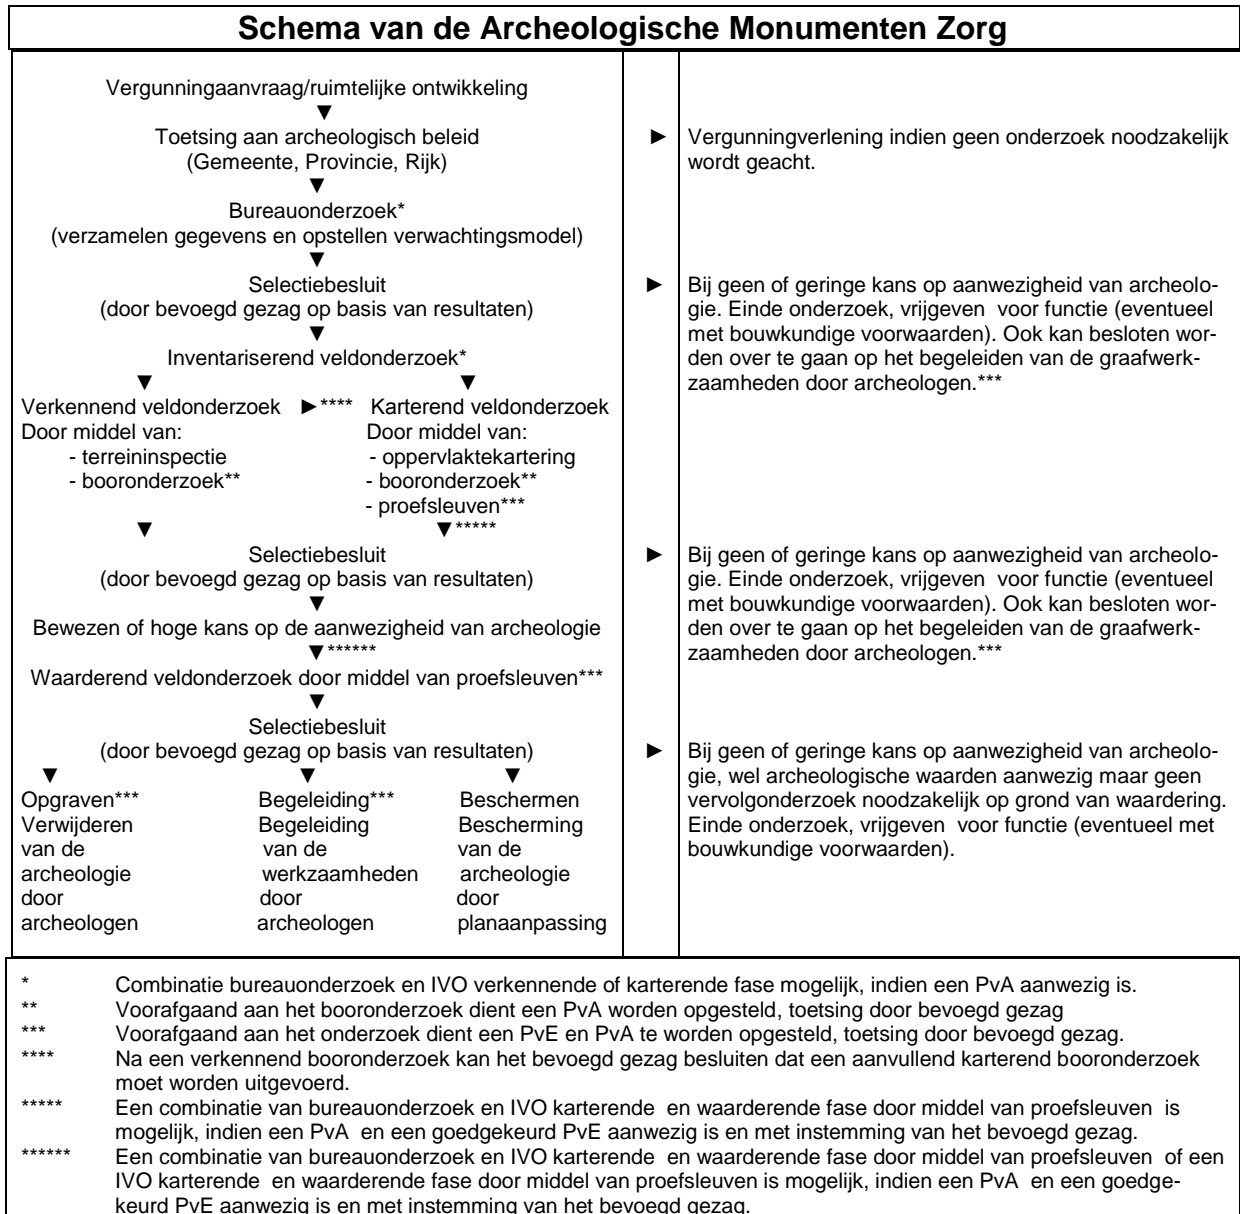 Schema van de Archeologische Monumenten Zorg
Vergunningaanvraag/ruimtelijke ontwikkeling
▼
Toetsing aan archeologisch beleid
(Gemeente, Provincie, Rijk)
► Vergunningverlening indien geen onderzoek noodzakelijk
wordt geacht.
▼
Bureauonderzoek*
(verzamelen gegevens en opstellen verwachtingsmodel)
▼
Selectiebesluit
(door bevoegd gezag op basis van resultaten)
► Bij geen of geringe kans op aanwezigheid van archeolo-
gie. Einde onderzoek, vrijgeven voor functie (eventueel
met bouwkundige voorwaarden). Ook kan besloten wor-
den over te gaan op het begeleiden van de graafwerk-
zaamheden door archeologen.***
▼
Inventariserend veldonderzoek*
▼ ▼
Verkennend veldonderzoek ►**** Karterend veldonderzoek
Door middel van: Door middel van:
- terreininspectie - oppervlaktekartering
- booronderzoek** - booronderzoek**
- proefsleuven***
▼ ▼*****
Selectiebesluit
(door bevoegd gezag op basis van resultaten)
► Bij geen of geringe kans op aanwezigheid van archeolo-
gie. Einde onderzoek, vrijgeven voor functie (eventueel
met bouwkundige voorwaarden). Ook kan besloten wor-
den over te gaan op het begeleiden van de graafwerk-
zaamheden door archeologen.***
▼
Bewezen of hoge kans op de aanwezigheid van archeologie
▼******
Waarderend veldonderzoek door middel van proefsleuven***
▼
Selectiebesluit
(door bevoegd gezag op basis van resultaten)
► Bij geen of geringe kans op aanwezigheid van archeolo-
gie, wel archeologische waarden aanwezig maar geen
vervolgonderzoek noodzakelijk op grond van waardering.
Einde onderzoek, vrijgeven voor functie (eventueel met
bouwkundige voorwaarden).
▼ ▼ ▼
Opgraven*** Begeleiding*** Beschermen
Verwijderen Begeleiding Bescherming
van de van de van de
archeologie werkzaamheden archeologie
door door door
archeologen archeologen planaanpassing
* Combinatie bureauonderzoek en IVO verkennende of karterende fase mogelijk, indien een PvA aanwezig is.
** Voorafgaand aan het booronderzoek dient een PvA worden opgesteld, toetsing door bevoegd gezag
*** Voorafgaand aan het onderzoek dient een PvE en PvA te worden opgesteld, toetsing door bevoegd gezag.
**** Na een verkennend booronderzoek kan het bevoegd gezag besluiten dat een aanvullend karterend booronderzoek
moet worden uitgevoerd.
***** Een combinatie van bureauonderzoek en IVO karterende en waarderende fase door middel van proefsleuven is
mogelijk, indien een PvA en een goedgekeurd PvE aanwezig is en met instemming van het bevoegd gezag.
****** Een combinatie van bureauonderzoek en IVO karterende en waarderende fase door middel van proefsleuven of een
IVO karterende en waarderende fase door middel van proefsleuven is mogelijk, indien een PvA en een goedge-
keurd PvE aanwezig is en met instemming van het bevoegd gezag.